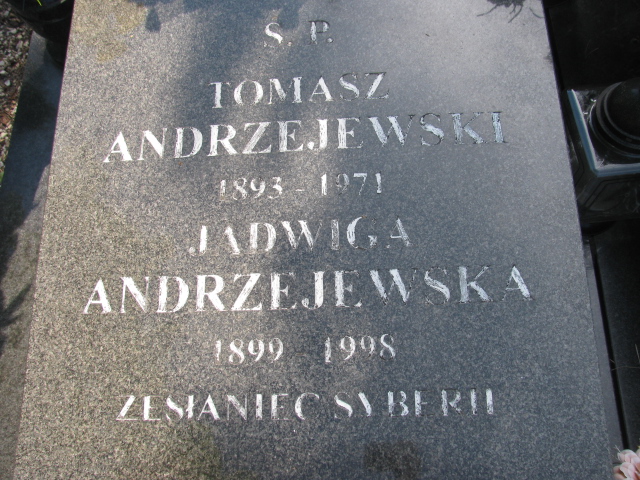 S. P.
TOMASZ
ANDRZEJEWSKI
1893 - 1971
JADWIGA
ANDRZEJEWSKA
1899 1998
ZESŁANIEC SYBERII